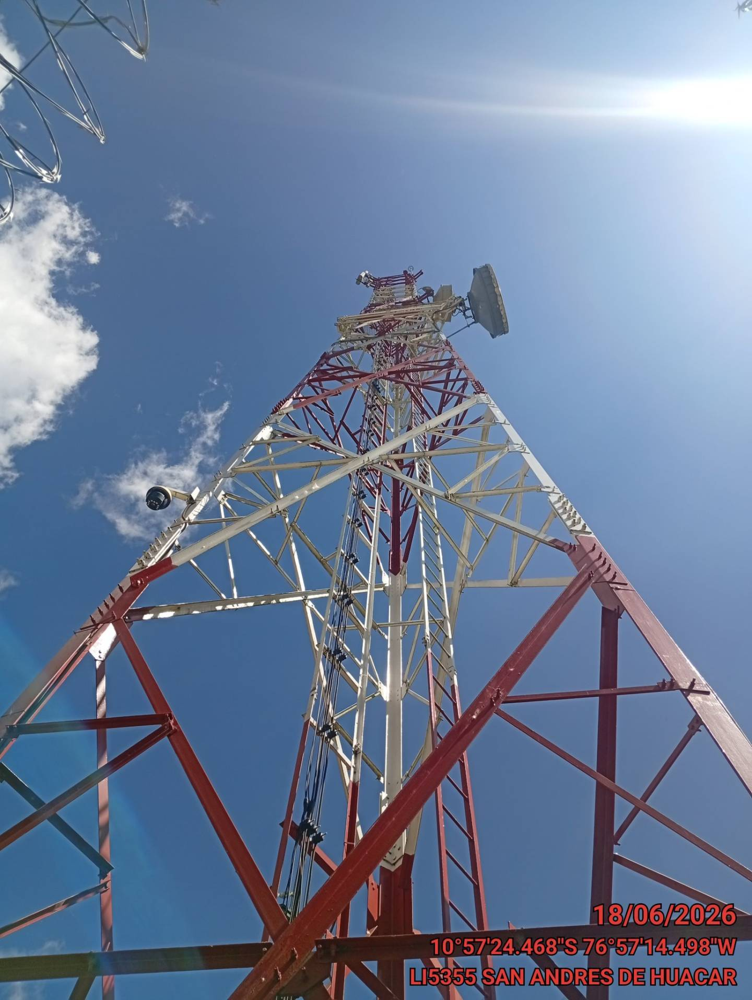 18/06/2026
10°57'24.468"S 76°57'14.498"W
LI5355 SAN ANDRES DE HUACAR